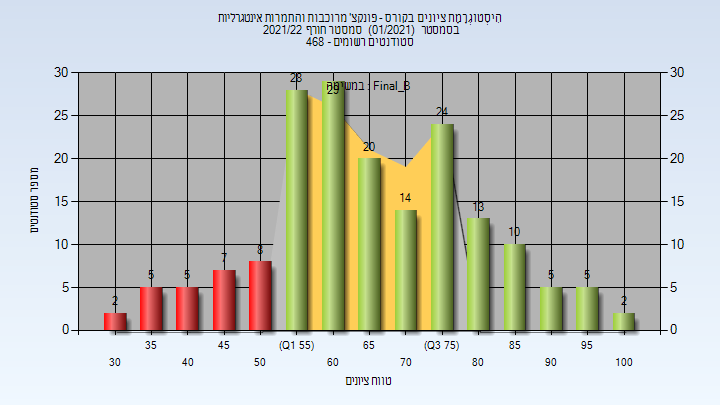 היסטוגרמת ציונים בקורס - פונקצ' מרוכבות והתמרות אינטגרליות
בסמסטר (01/2021) סמסטר חורף 2021/22
סטודנטים רשומים - 468
במשימה : Final_B
מספר סטודנטים
30 25 20 15 10 5 0
2 5 5 7 8 28 29 20 14 24 13 10 5 5 2
30 25 20 15 10 5 0
30 35 40 45 50 (Q1 55) 60 65 70 (Q3 75) 80 85 90 95 100
טווח ציונים